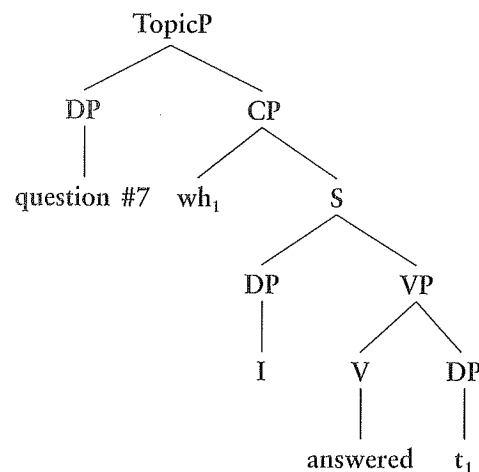 TopicP
DP CP
question #7 wh₁ S
DP VP
I V DP
answered t₁